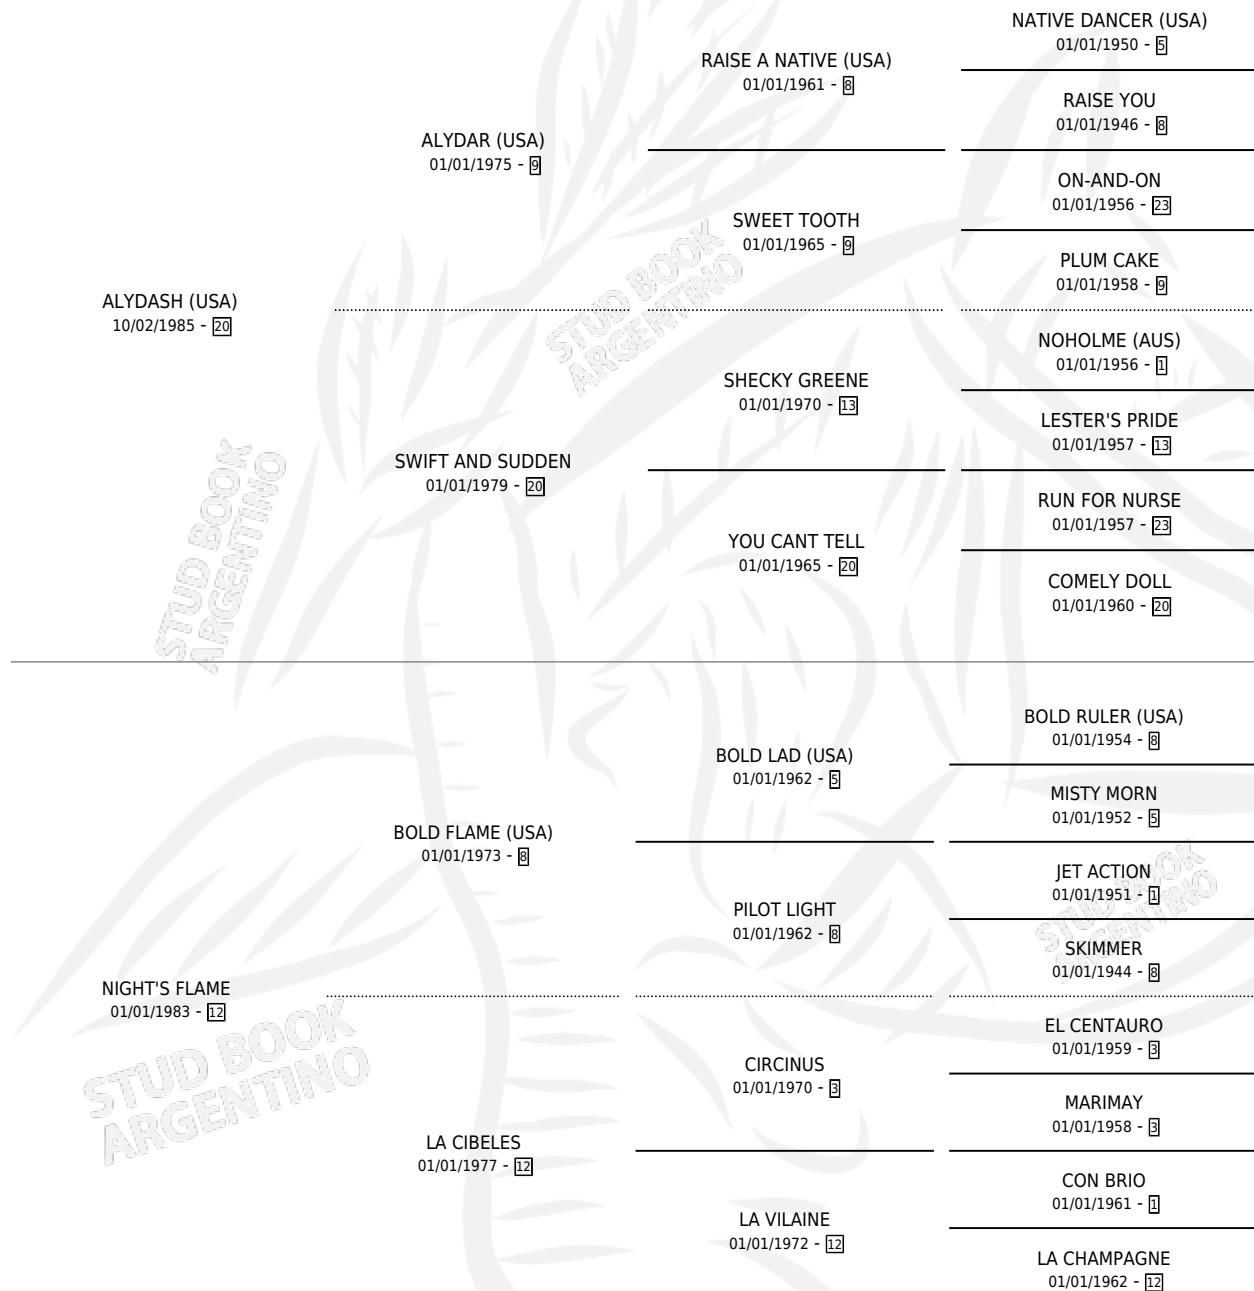 NATIVE DANCER (USA)
01/01/1950 - 5
RAISE A NATIVE (USA)
01/01/1961 - 8
RAISE YOU
01/01/1946 - 8
ALYDAR (USA)
01/01/1975 - 9
ON-AND-ON
01/01/1956 - 23
SWEET TOOTH
01/01/1965 - 9
PLUM CAKE
01/01/1958 - 9
ALYDASH (USA)
10/02/1985 - 20
STUD BOOK
ARGENTINO
NOHOLME (AUS)
01/01/1956 - 1
SHECKY GREENE
01/01/1970 - 13
LESTER'S PRIDE
01/01/1957 - 13
SWIFT AND SUDDEN
01/01/1979 - 20
STUD BOOK
ARGENTINO
RUN FOR NURSE
01/01/1957 - 23
YOU CANT TELL
01/01/1965 - 20
COMELY DOLL
01/01/1960 - 20
BOLD RULER (USA)
01/01/1954 - 8
BOLD LAD (USA)
01/01/1962 - 5
MISTY MORN
01/01/1952 - 5
BOLD FLAME (USA)
01/01/1973 - 8
JET ACTION
01/01/1951 - 1
STUD BOOK
ARGENTINO
PILOT LIGHT
01/01/1962 - 8
SKIMMER
01/01/1944 - 8
NIGHT'S FLAME
01/01/1983 - 12
STUD BOOK
ARGENTINO
EL CENTAURO
01/01/1959 - 3
CIRCINUS
01/01/1970 - 3
MARIMAY
01/01/1958 - 3
LA CIBELES
01/01/1977 - 12
CON BRIO
01/01/1961 - 1
LA VILAINE
01/01/1972 - 12
LA CHAMPAGNE
01/01/1962 - 12